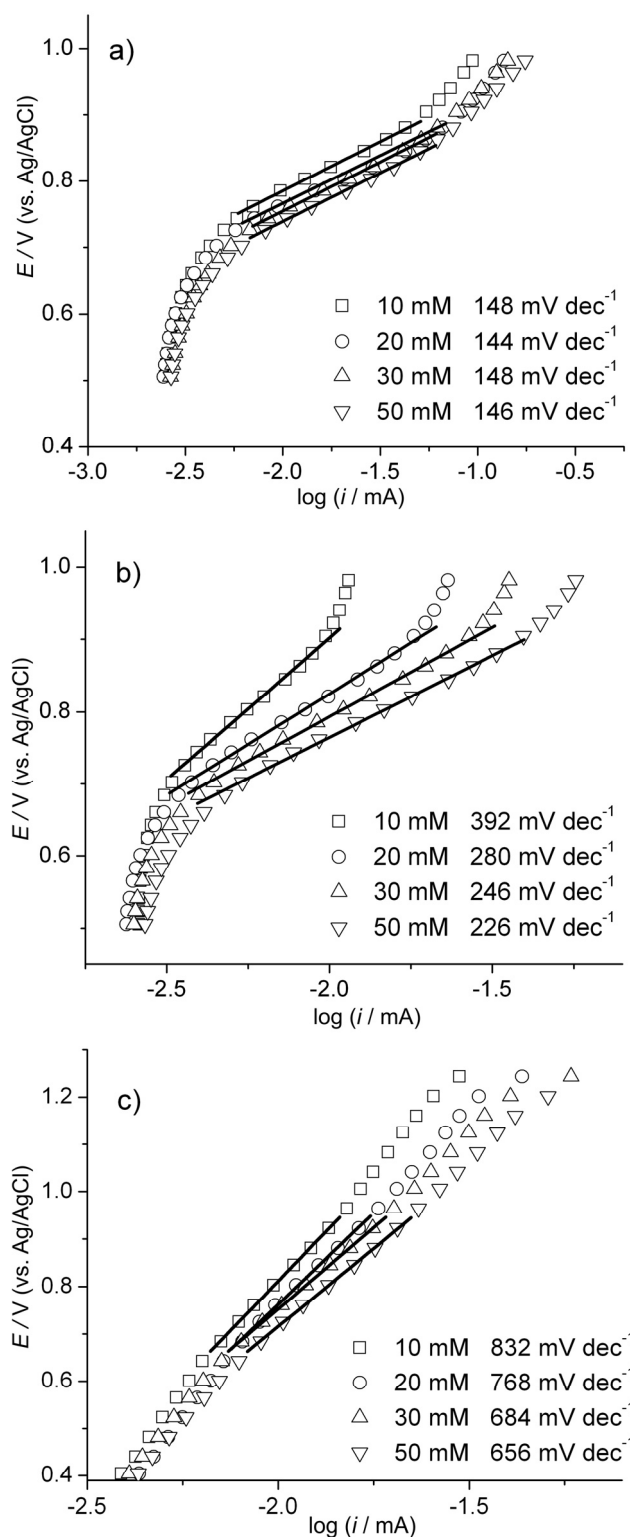 a)
1.0
0.8
0.6
0.4
E / V (vs. Ag/AgCl)
10 mM 148 mV dec⁻¹
20 mM 144 mV dec⁻¹
30 mM 148 mV dec⁻¹
50 mM 146 mV dec⁻¹
-3.0 -2.5 -2.0 -1.5 -1.0 -0.5
log (i / mA)
b)
1.0
0.8
0.6
E / V (vs. Ag/AgCl)
10 mM 392 mV dec⁻¹
20 mM 280 mV dec⁻¹
30 mM 246 mV dec⁻¹
50 mM 226 mV dec⁻¹
-2.5 -2.0 -1.5
log (i / mA)
c)
1.2
1.0
0.8
0.6
0.4
E / V (vs. Ag/AgCl)
10 mM 832 mV dec⁻¹
20 mM 768 mV dec⁻¹
30 mM 684 mV dec⁻¹
50 mM 656 mV dec⁻¹
-2.5 -2.0 -1.5
log (i / mA)